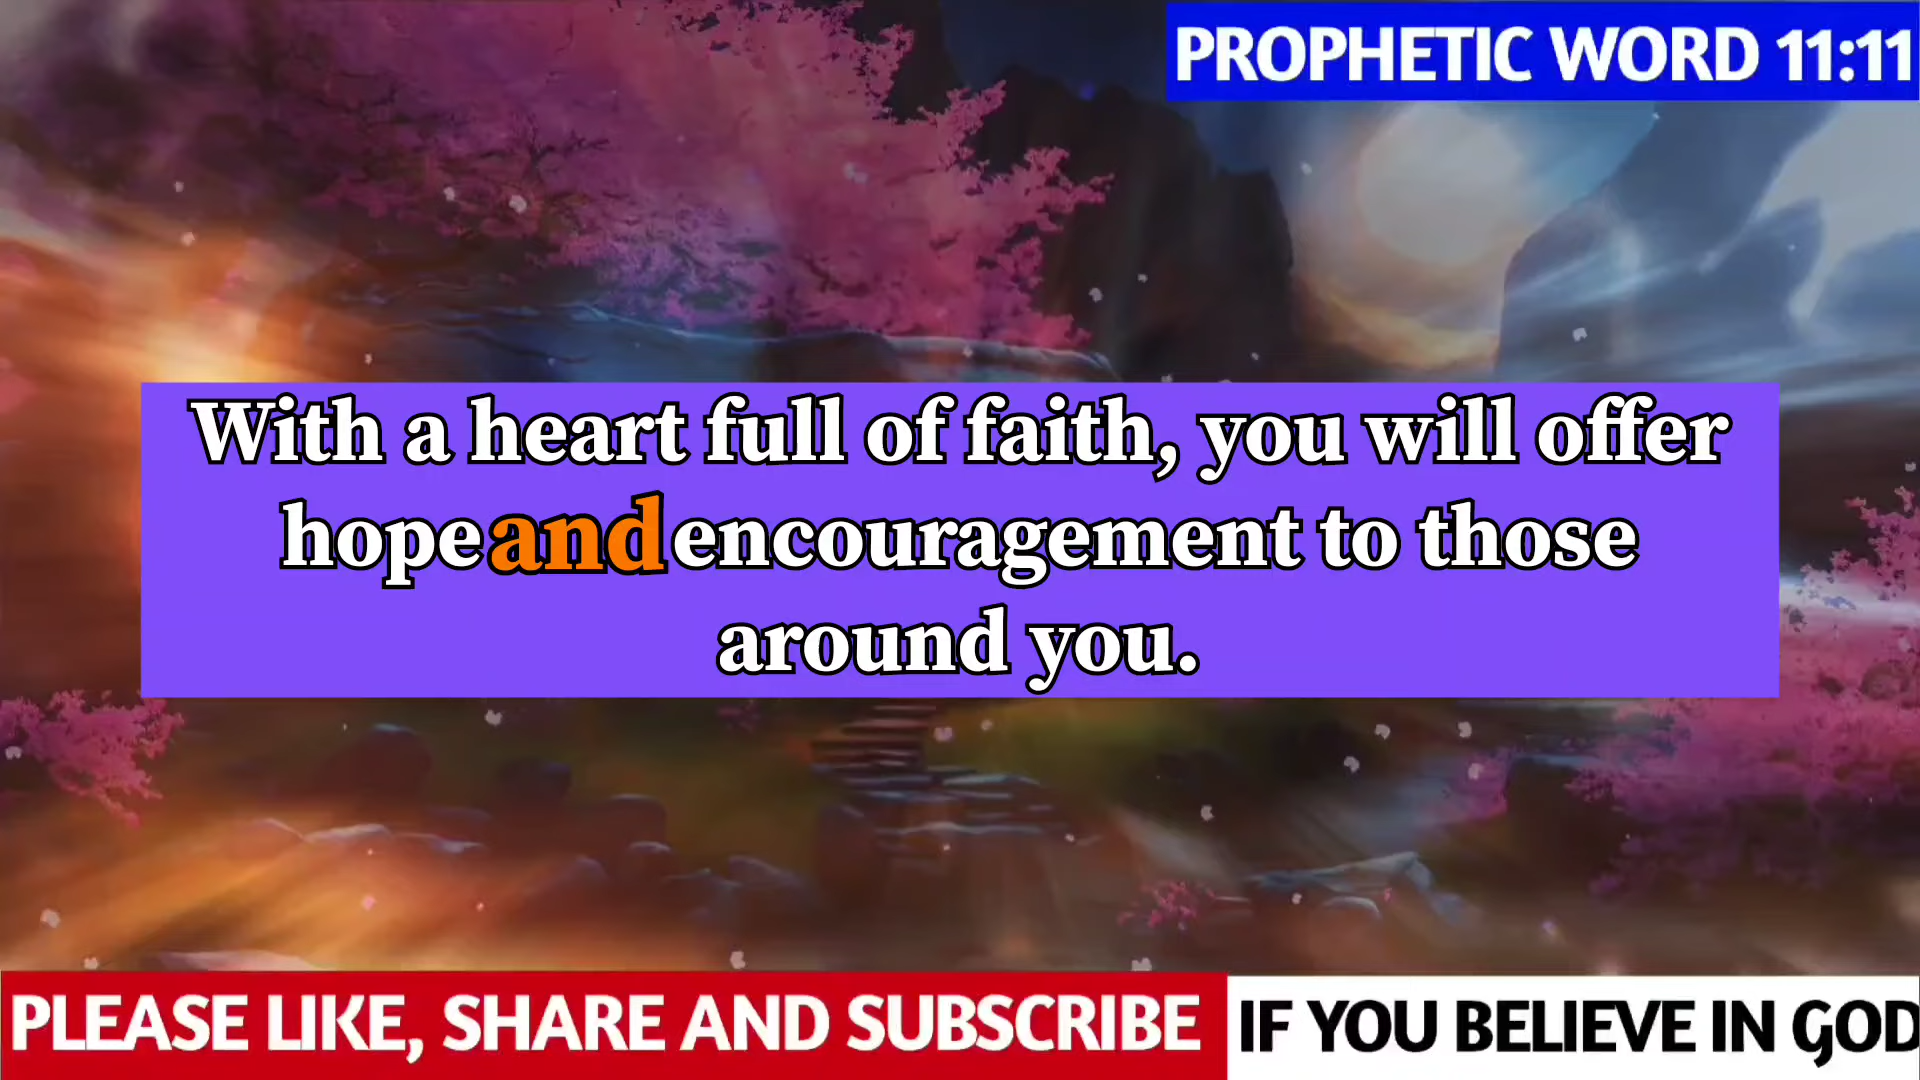 PROPHETIC WORD 11:11
With a heart full of faith, you will offer
hope and encouragement to those
around you.
PLEASE LIKE, SHARE AND SUBSCRIBE IF YOU BELIEVE IN GOD